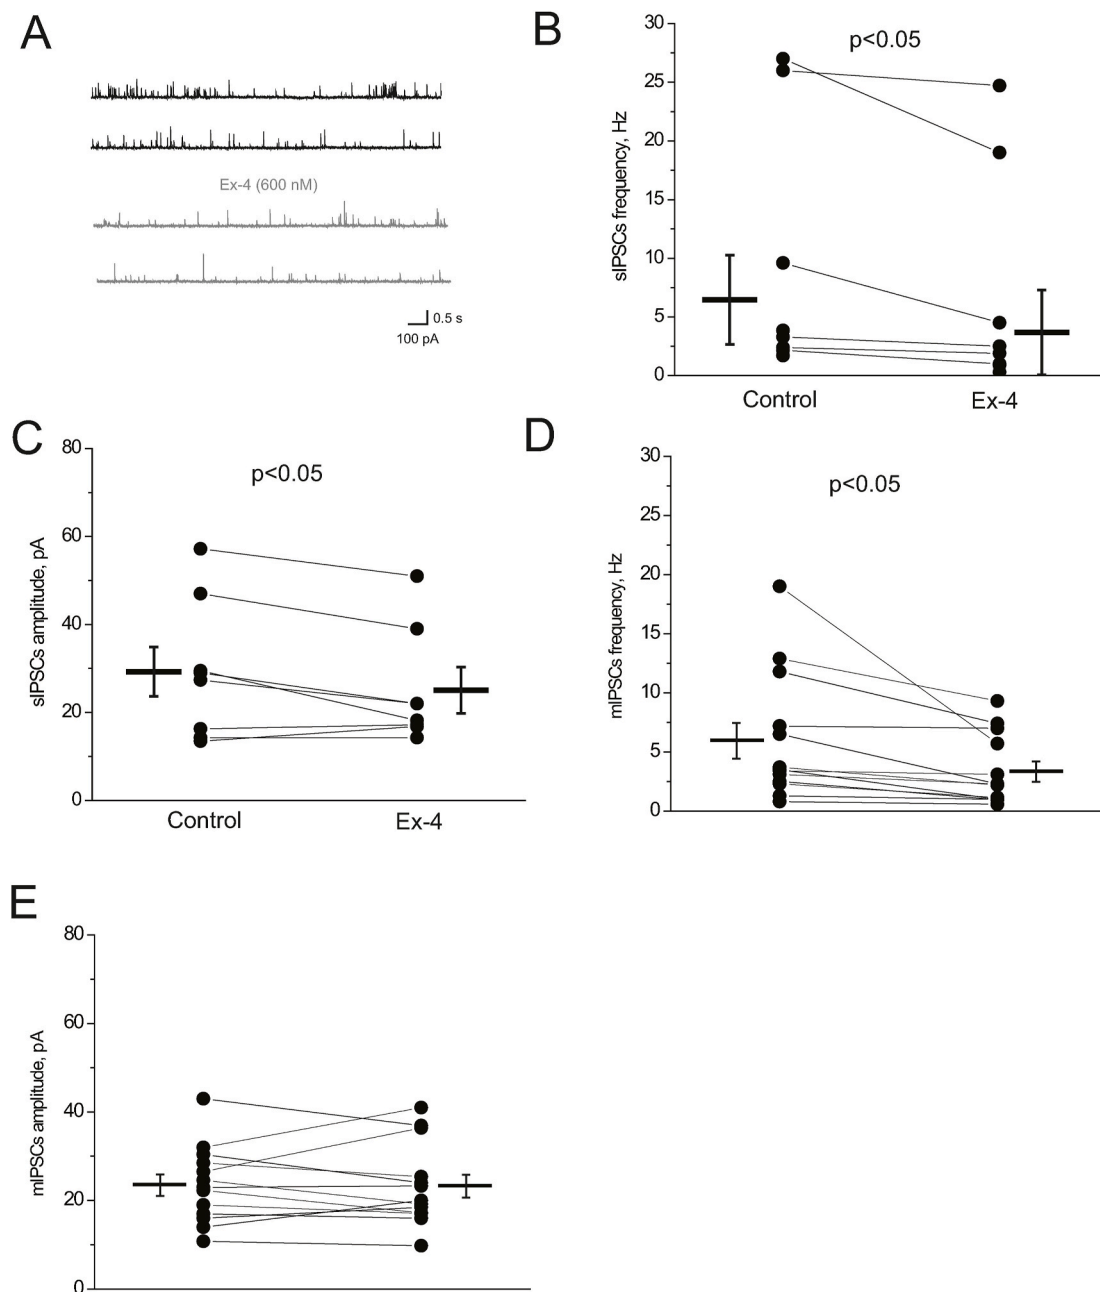 A
Ex-4 (600 nM)
0.5 s
100 pA
B
p<0.05
sIPSCs frequency, Hz
30
25
20
15
10
5
0
Control
Ex-4
C
p<0.05
sIPSCs amplitude, pA
80
60
40
20
0
Control
Ex-4
D
p<0.05
mIPSCs frequency, Hz
30
25
20
15
10
5
0
E
mIPSCs amplitude, pA
80
60
40
20
0